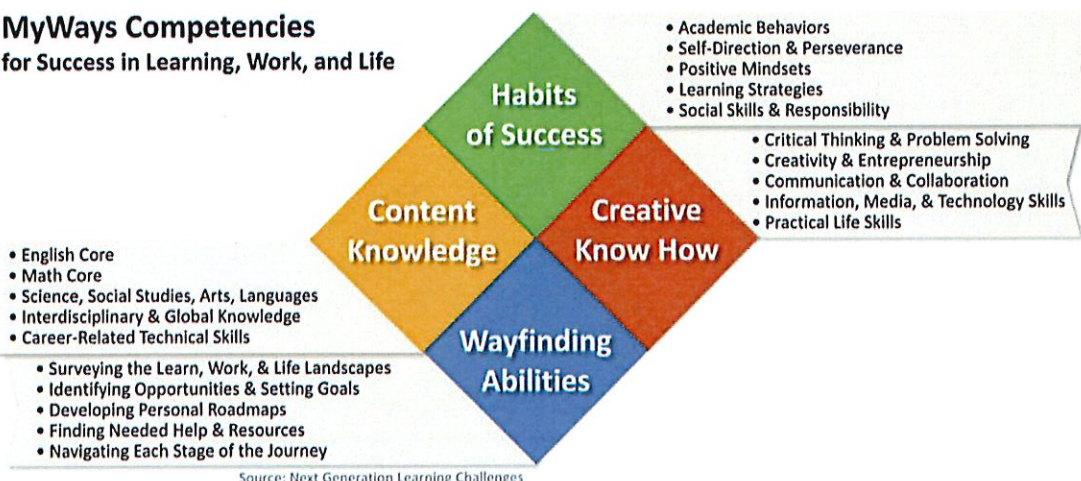 MyWays Competencies
for Success in Learning, Work, and Life
Habits
of Success
• Academic Behaviors
• Self-Direction & Perseverance
• Positive Mindsets
• Learning Strategies
• Social Skills & Responsibility
Creative
Know How
• Critical Thinking & Problem Solving
• Creativity & Entrepreneurship
• Communication & Collaboration
• Information, Media, & Technology Skills
• Practical Life Skills
Content
Knowledge
• English Core
• Math Core
• Science, Social Studies, Arts, Languages
• Interdisciplinary & Global Knowledge
• Career-Related Technical Skills
Wayfinding
Abilities
• Surveying the Learn, Work, & Life Landscapes
• Identifying Opportunities & Setting Goals
• Developing Personal Roadmaps
• Finding Needed Help & Resources
• Navigating Each Stage of the Journey
Source: Next Generation Learning Challenges